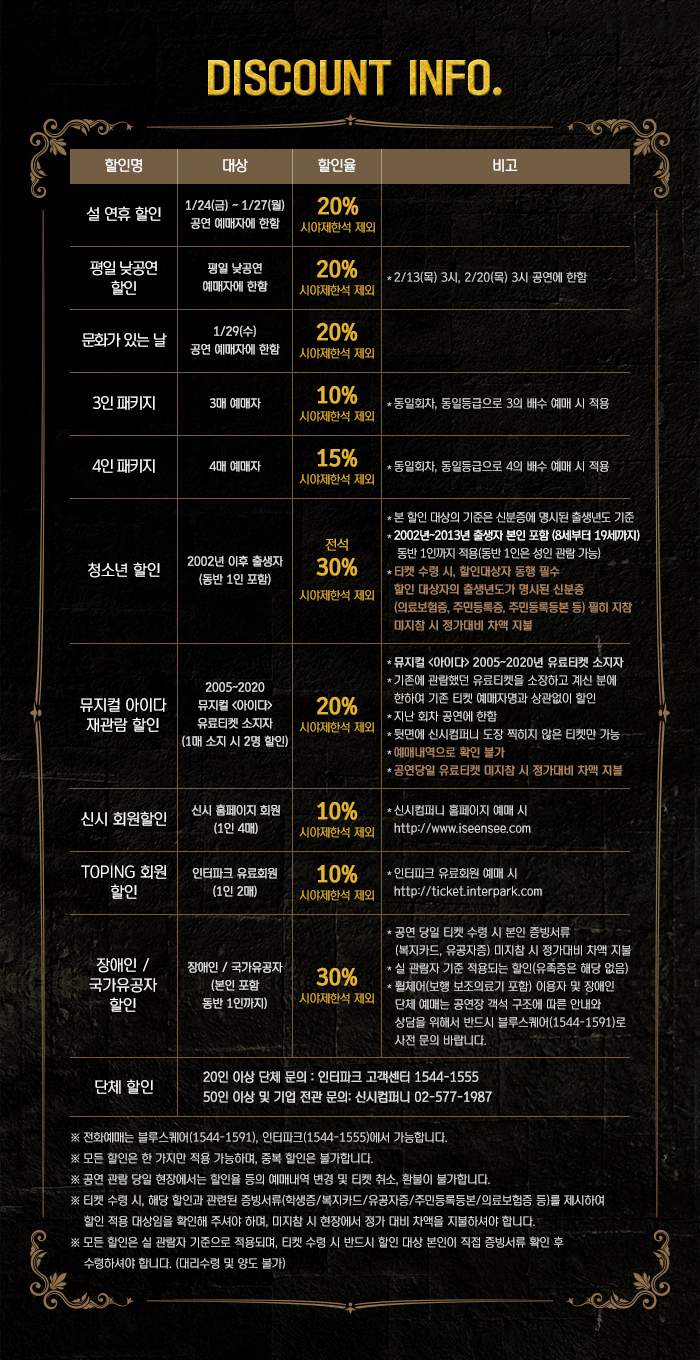 DISCOUNT INFO.
할인명 대상 할인율 비고
설 연휴 할인
1/24(금) ~ 1/27(월)
공연 예매자에 한함
20%
시야제한석 제외
평일 낮공연
할인
평일 낮공연
예매자에 한함
20%
시야제한석 제외
* 2/13(목) 3시, 2/20(목) 3시 공연에 한함
문화가 있는 날
1/29(수)
공연 예매자에 한함
20%
시야제한석 제외
3인 패키지
3매 예매자
10%
시야제한석 제외
* 동일회차, 동일등급으로 3의 배수 예매 시 적용
4인 패키지
4매 예매자
15%
시야제한석 제외
* 동일회차, 동일등급으로 4의 배수 예매 시 적용
청소년 할인
2002년 이후 출생자
(동반 1인 포함)
전석
30%
시야제한석 제외
* 본 할인 대상의 기준은 신분증에 명시된 출생년도 기준
* 2002년~2013년 출생자 본인 포함 (8세부터 19세까지)
동반 1인까지 적용(동반 1인은 성인 관람 가능)
* 티켓 수령 시, 할인대상자 동행 필수
할인 대상자의 출생년도가 명시된 신분증
(의료보험증, 주민등록증, 주민등록등본 등) 필히 지참
미지참 시 정가대비 차액 지불
뮤지컬 아이다
재관람 할인
2005~2020
뮤지컬 <아이다>
유료티켓 소지자
(1매 소지 시 2명 할인)
20%
시야제한석 제외
* 뮤지컬 <아이다> 2005~2020년 유료티켓 소지자
* 기존에 관람했던 유료티켓을 소장하고 계신 분에
한하여 기존 티켓 예매자명과 상관없이 할인
* 지난 회차 공연에 한함
* 뒷면에 신시컴퍼니 도장 찍히지 않은 티켓만 가능
* 예매내역으로 확인 불가
* 공연당일 유료티켓 미지참 시 정가대비 차액 지불
신시 회원할인
신시 홈페이지 회원
(1인 4매)
10%
시야제한석 제외
* 신시컴퍼니 홈페이지 예매 시
http://www.iseensee.com
TOPING 회원
할인
인터파크 유료회원
(1인 2매)
10%
시야제한석 제외
* 인터파크 유료회원 예매 시
http://ticket.interpark.com
장애인 /
국가유공자
할인
장애인 / 국가유공자
(본인 포함
동반 1인까지)
30%
시야제한석 제외
* 공연 당일 티켓 수령 시 본인 증빙서류
(복지카드, 유공자증) 미지참 시 정가대비 차액 지불
* 실 관람자 기준 적용되는 할인(유족증은 해당 없음)
* 휠체어(보행 보조의료기 포함) 이용자 및 장애인
단체 예매는 공연장 객석 구조에 따른 안내와
상담을 위해서 반드시 블루스퀘어(1544-1591)로
사전 문의 바랍니다.
단체 할인
20인 이상 단체 문의 : 인터파크 고객센터 1544-1555
50인 이상 및 기업 전관 문의: 신시컴퍼니 02-577-1987
※ 전화예매는 블루스퀘어(1544-1591), 인터파크(1544-1555)에서 가능합니다.
※ 모든 할인은 한 가지만 적용 가능하며, 중복 할인은 불가합니다.
※ 공연 관람 당일 현장에서는 할인율 등의 예매내역 변경 및 티켓 취소, 환불이 불가합니다.
※ 티켓 수령 시, 해당 할인과 관련된 증빙서류(학생증/복지카드/유공자증/주민등록등본/의료보험증 등)를 제시하여
할인 적용 대상임을 확인해 주셔야 하며, 미지참 시 현장에서 정가 대비 차액을 지불하셔야 합니다.
※ 모든 할인은 실 관람자 기준으로 적용되며, 티켓 수령 시 반드시 할인 대상 본인이 직접 증빙서류 확인 후
수령하셔야 합니다. (대리수령 및 양도 불가)